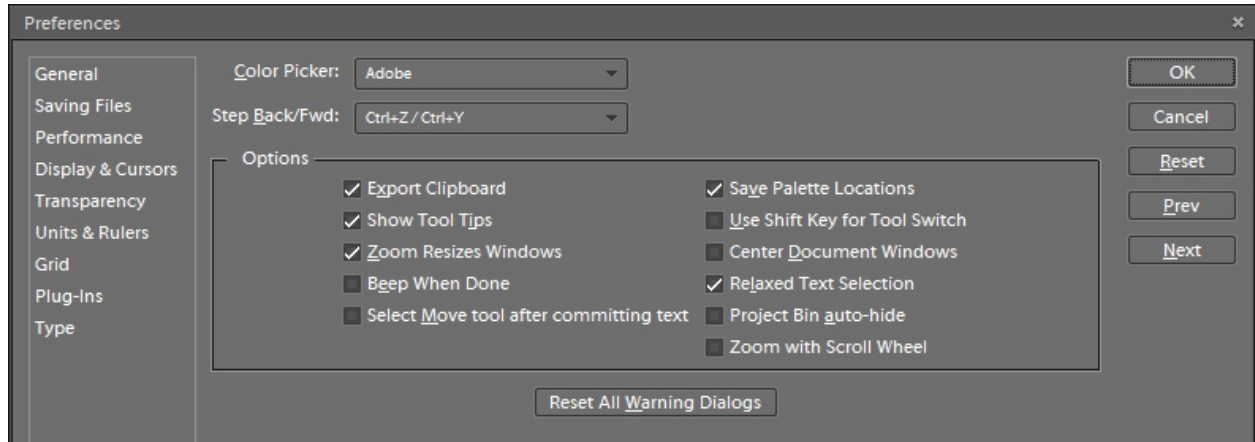 Preferences
General
Saving Files
Performance
Display & Cursors
Transparency
Units & Rulers
Grid
Plug-Ins
Type
Color Picker: Adobe
Step Back/Fwd: Ctrl+Z / Ctrl+Y
Options
Export Clipboard
Show Tool Tips
Zoom Resizes Windows
Beep When Done
Select Move tool after committing text
Save Palette Locations
Use Shift Key for Tool Switch
Center Document Windows
Relaxed Text Selection
Project Bin auto-hide
Zoom with Scroll Wheel
Reset All Warning Dialogs
OK
Cancel
Reset
Prev
Next